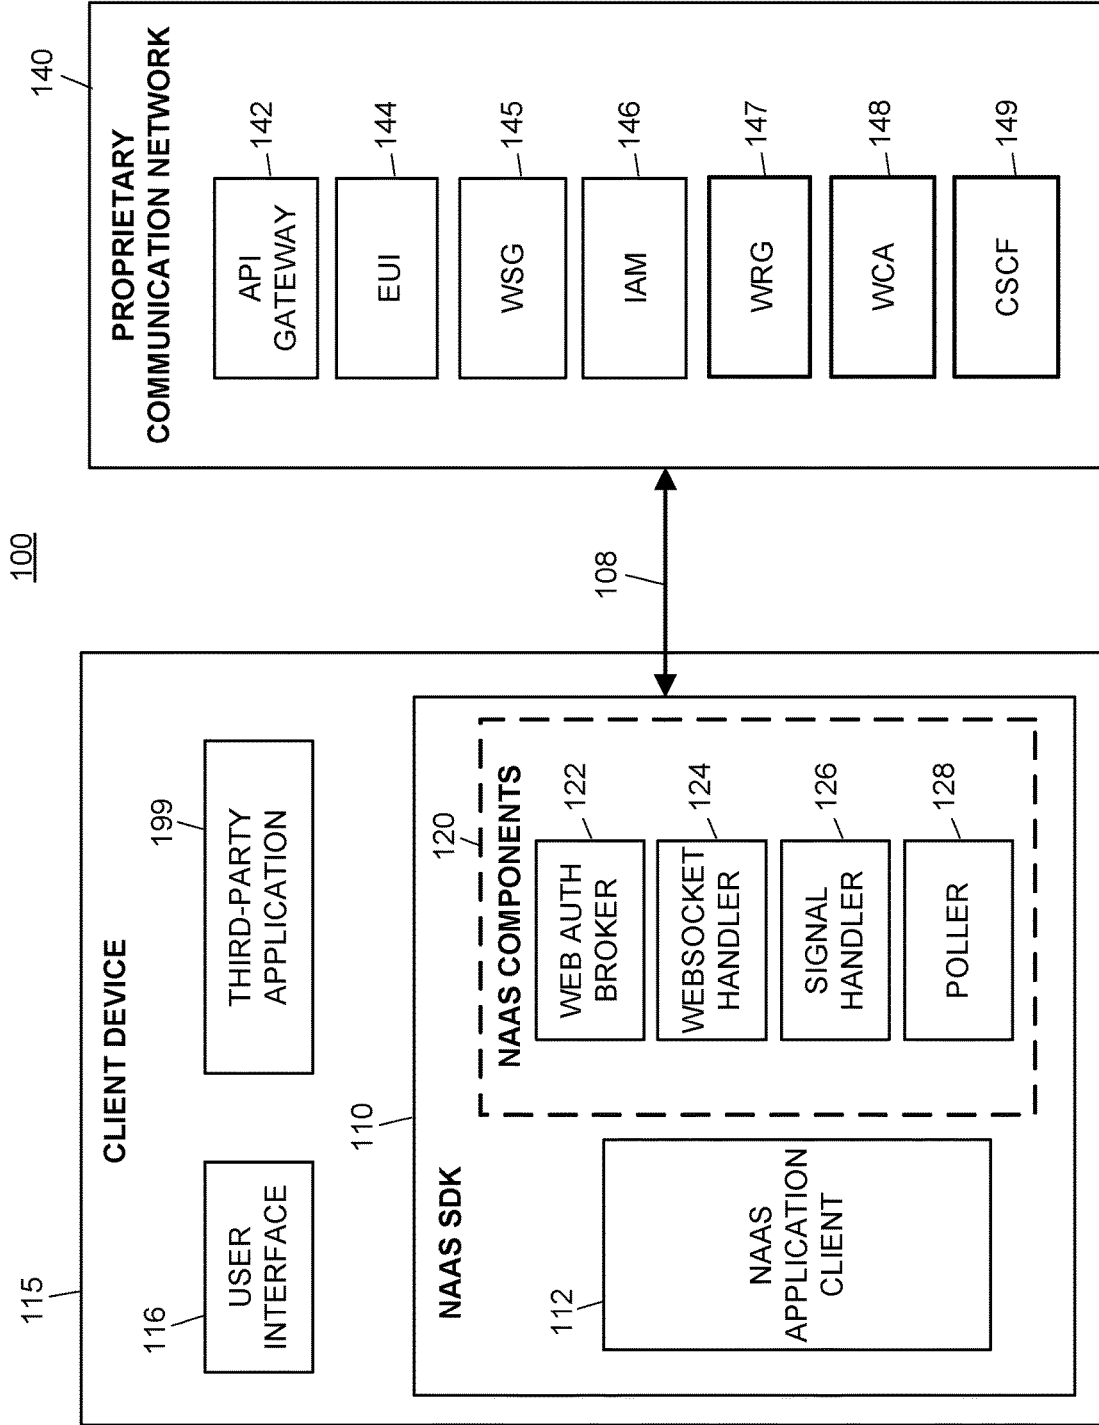 100
115
CLIENT DEVICE
116
USER
INTERFACE
199
THIRD-PARTY
APPLICATION
110
NAAS SDK
112
NAAS
APPLICATION
CLIENT
120
NAAS COMPONENTS
WEB AUTH
BROKER
122
WEBSOCKET
HANDLER
124
SIGNAL
HANDLER
126
POLLER
128
108
140
PROPRIETARY
COMMUNICATION NETWORK
API
GATEWAY
142
EUI
144
WSG
145
IAM
146
WRG
147
WCA
148
CSCF
149